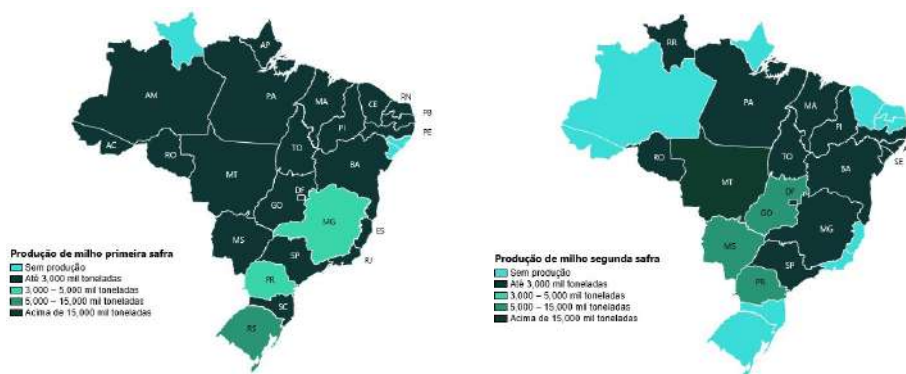 AP
AM
PA
MA
CE
RN
PB
PE
PI
AC
RO
TO
BA
MT
DF
GO
MG
ES
MS
SP
RJ
PR
SC
RS
Produção de milho primeira safra
Sem produção
Até 3,000 mil toneladas
3,000 – 5,000 mil toneladas
5,000 – 15,000 mil toneladas
Acima de 15,000 mil toneladas
RR
PA
MA
PI
RO
TO
SE
BA
MT
DF
GO
MG
MS
SP
PR
Produção de milho segunda safra
Sem produção
Até 3,000 mil toneladas
3,000 – 5,000 mil toneladas
5,000 – 15,000 mil toneladas
Acima de 15,000 mil toneladas